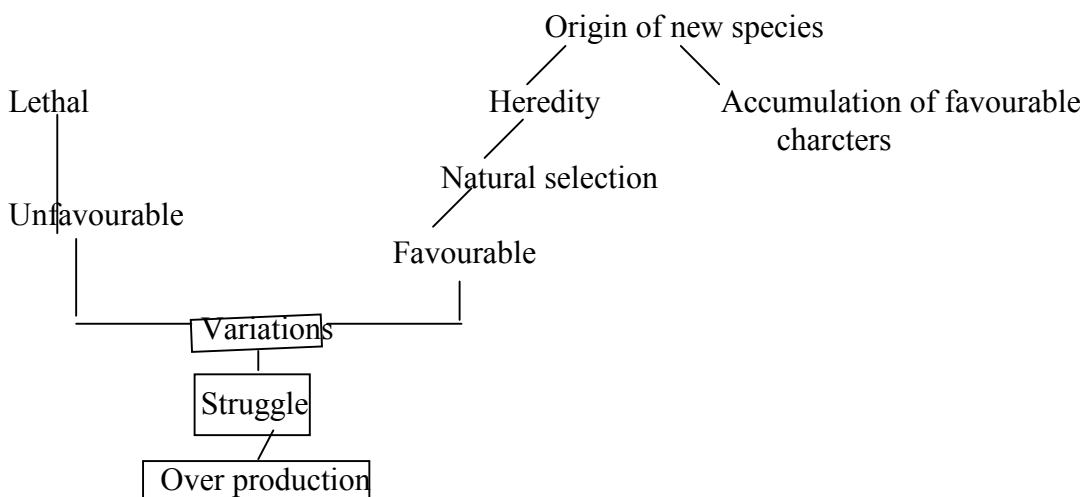 Origin of new species
Lethal
Heredity
Accumulation of favourable
charcters
Natural selection
Unfavourable
Favourable
Variations
Struggle
Over production